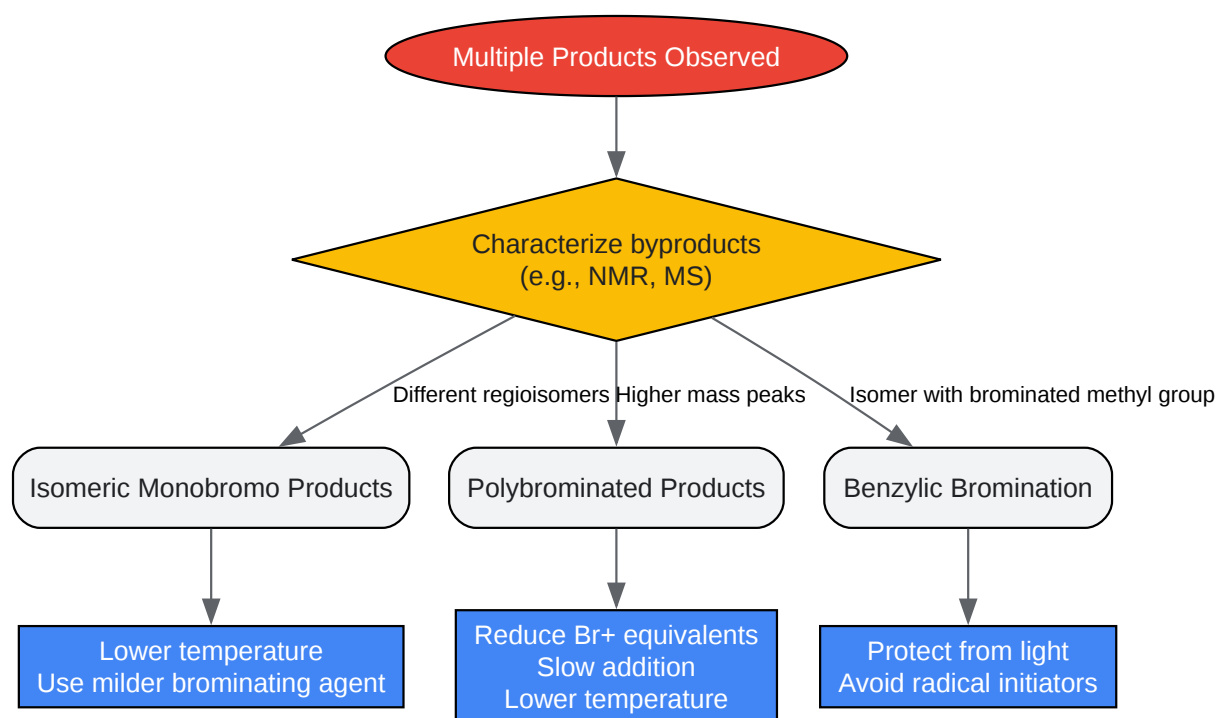 Multiple Products Observed
Characterize byproducts
(e.g., NMR, MS)
Different regioisomers
Higher mass peaks
Isomer with brominated methyl group
Isomeric Monobromo Products
Polybrominated Products
Benzylic Bromination
Lower temperature
Use milder brominating agent
Reduce Br+ equivalents
Slow addition
Lower temperature
Protect from light
Avoid radical initiators